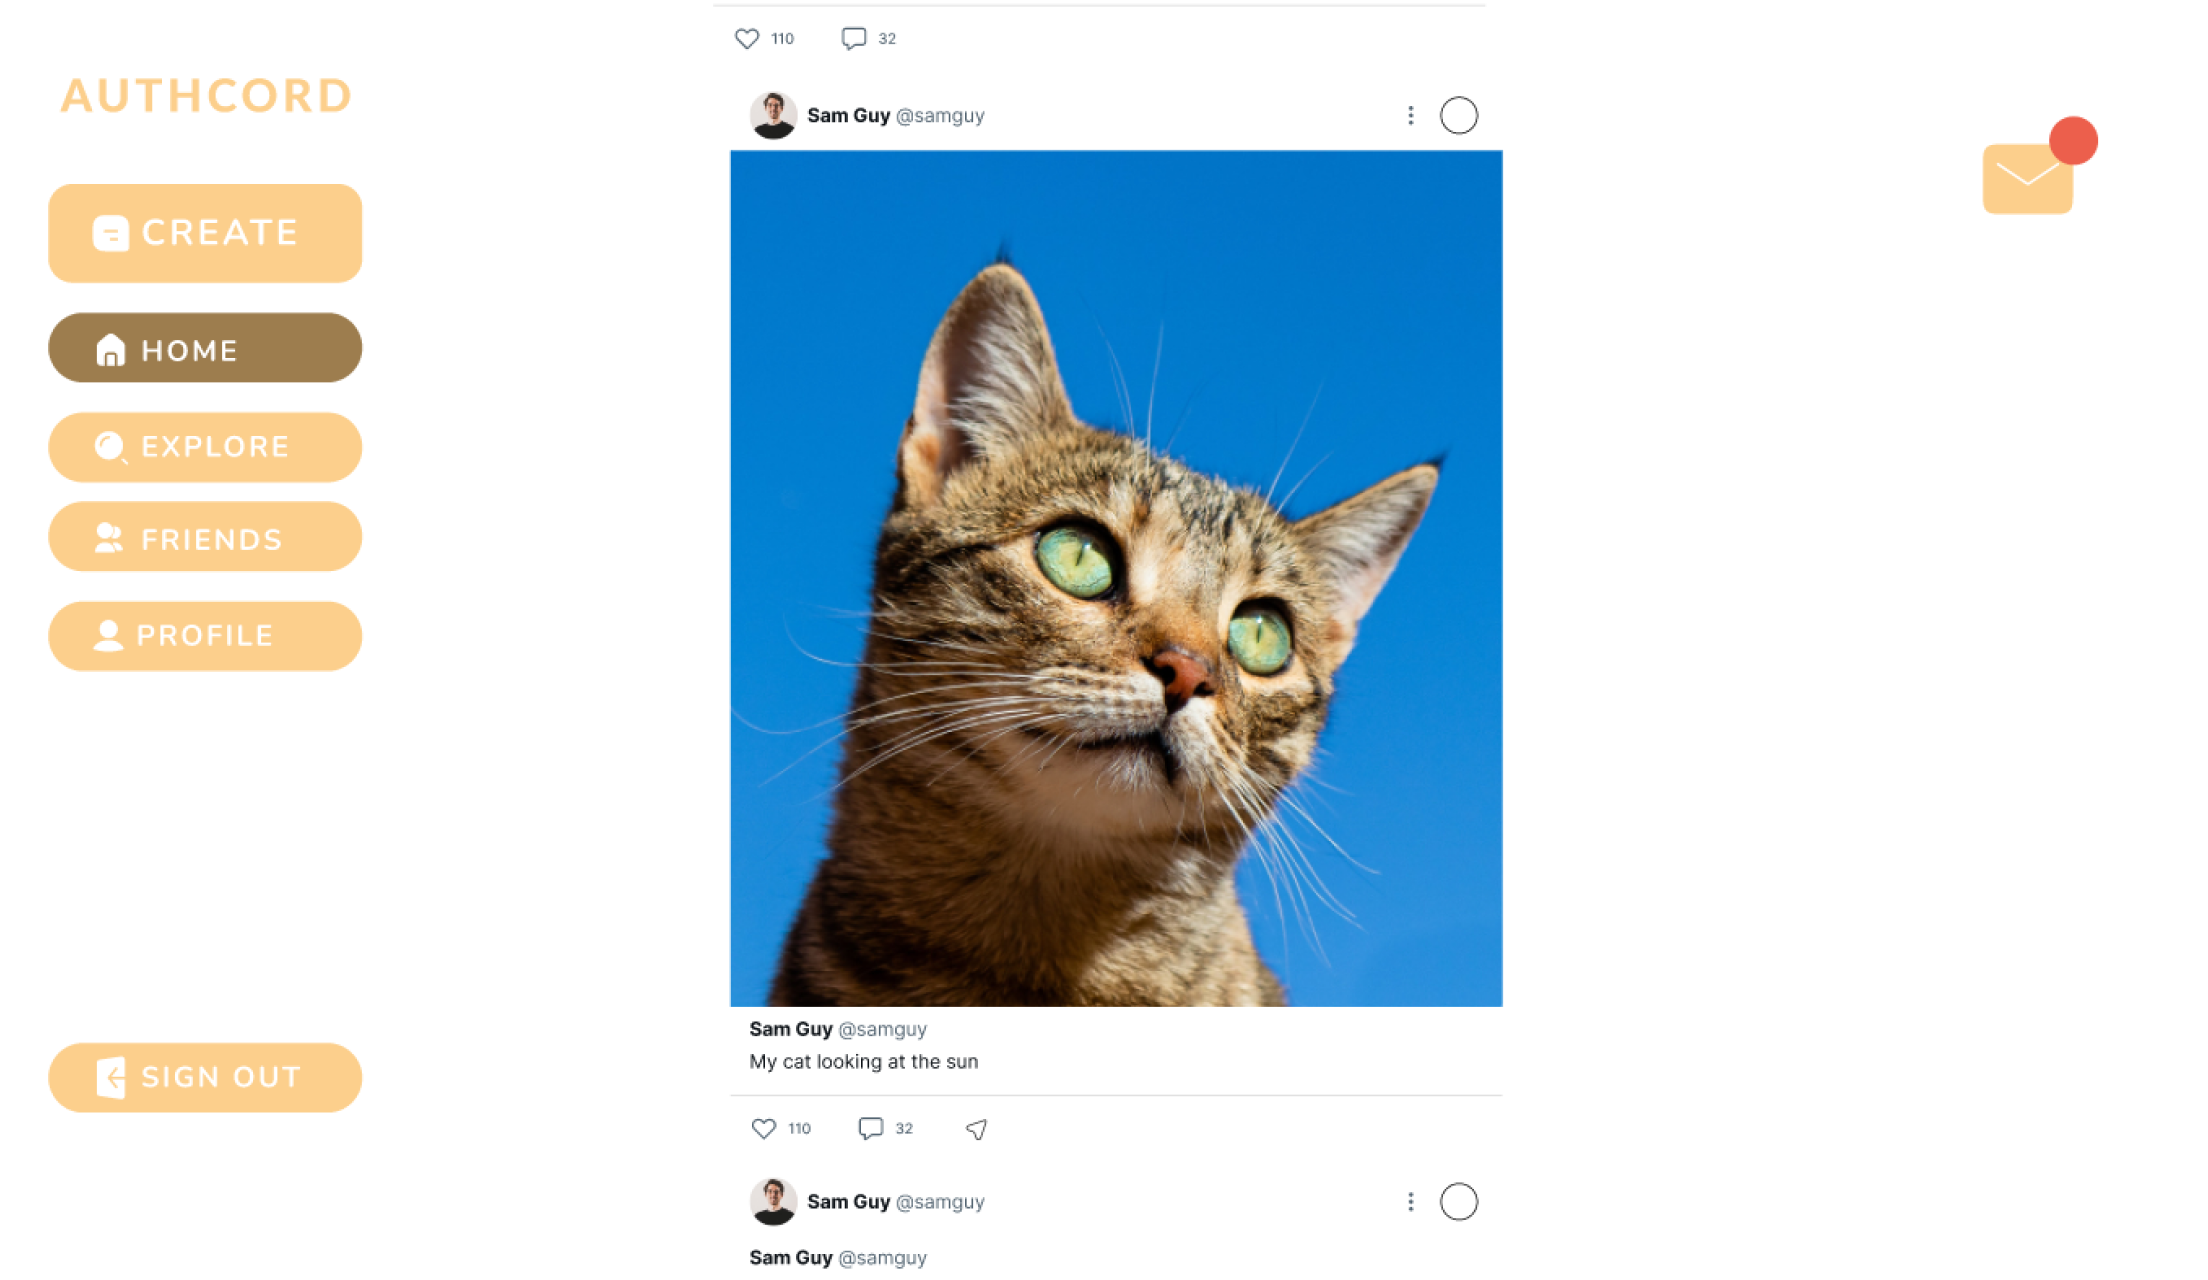 110 32
AUTHCORD
Sam Guy @samguy
CREATE
HOME
EXPLORE
FRIENDS
PROFILE
SIGN OUT
Sam Guy @samguy
My cat looking at the sun
110 32
Sam Guy @samguy
Sam Guy @samguy